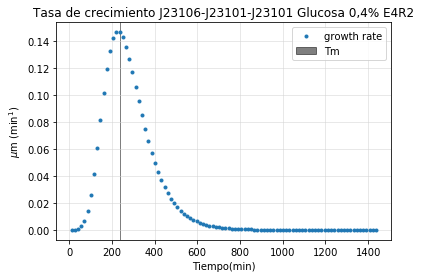 Tasa de crecimiento J23106-J23101-J23101 Glucosa 0,4% E4R2
growth rate
Tm
μm (min¹)
0.14
0.12
0.10
0.08
0.06
0.04
0.02
0.00
0 200 400 600 800 1000 1200 1400
Tiempo(min)